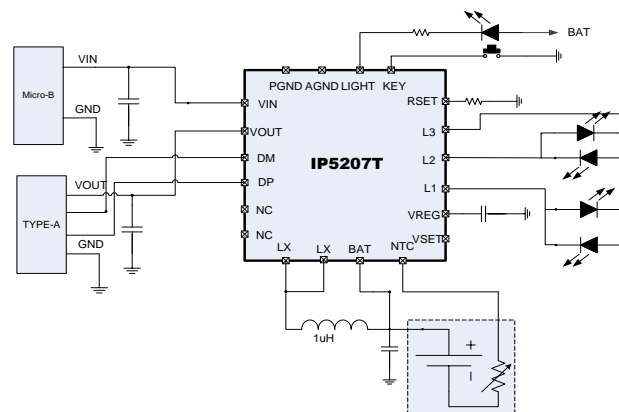 BAT
VIN
Micro-B
GND
PGND AGND LIGHT KEY
VIN
RSET
VOUT
L3
DM
IP5207T
L2
DP
L1
VOUT
TYPE-A
NC
VREG
GND
NC
VSET
LX LX BAT NTC
1uH
+